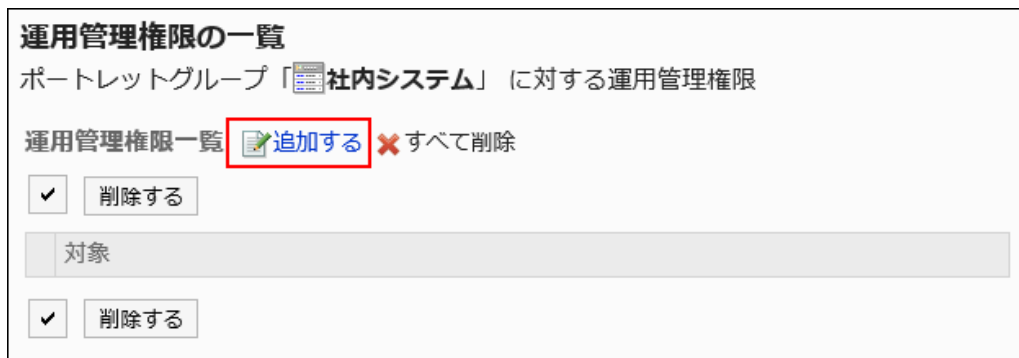 運用管理権限の一覧
ポートレットグループ「社内システム」 に対する運用管理権限
運用管理権限一覧 追加する すべて削除
削除する
対象
削除する